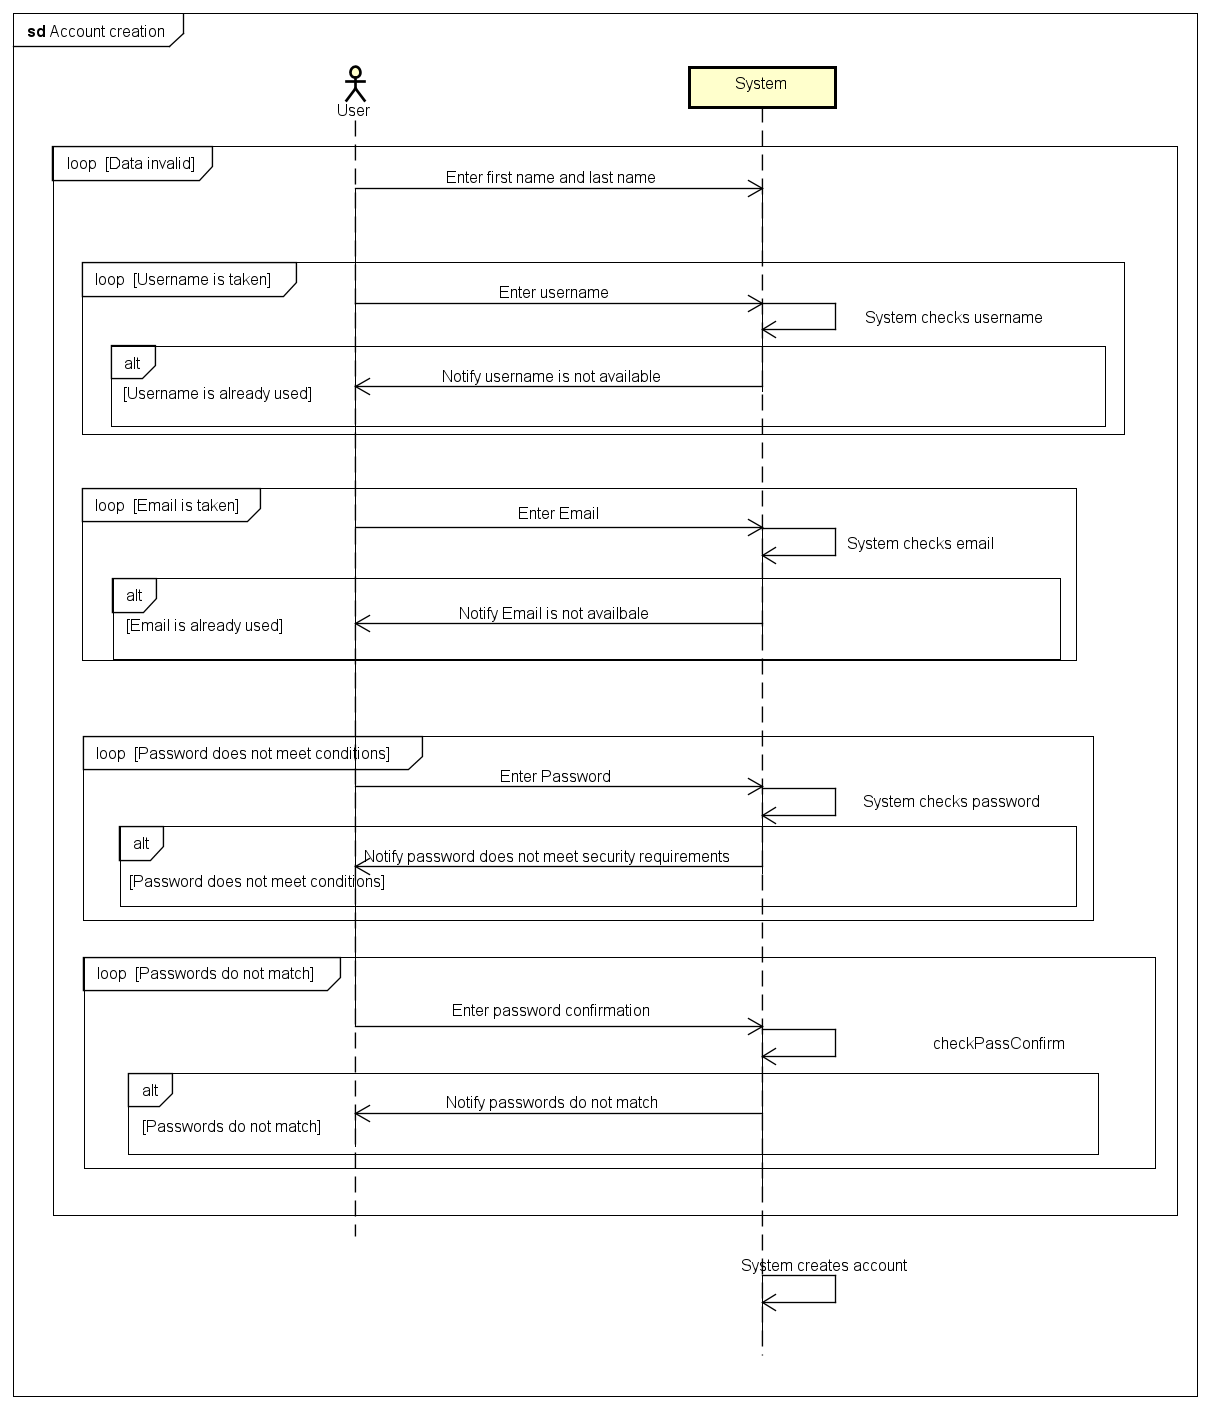 sd Account creation
User
System
loop [Data invalid]
Enter first name and last name
loop [Username is taken]
Enter username
System checks username
alt
Notify username is not available
[Username is already used]
loop [Email is taken]
Enter Email
System checks email
alt
Notify Email is not availbale
[Email is already used]
loop [Password does not meet conditions]
Enter Password
System checks password
alt
Notify password does not meet security requirements
[Password does not meet conditions]
loop [Passwords do not match]
Enter password confirmation
checkPassConfirm
alt
Notify passwords do not match
[Passwords do not match]
System creates account